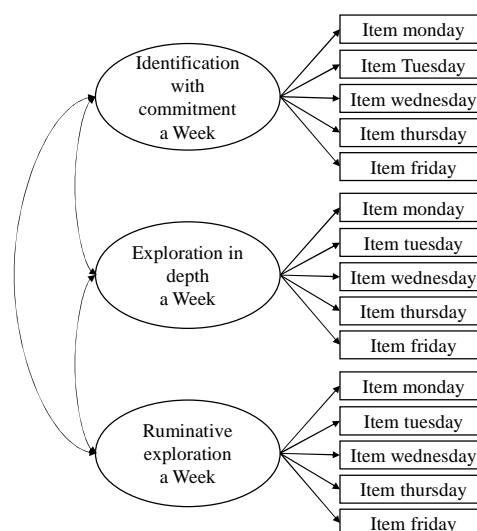 Identification
with
commitment
a Week
Item monday
Item Tuesday
Item wednesday
Item thursday
Item friday
Exploration in
depth
a Week
Item monday
Item tuesday
Item wednesday
Item thursday
Item friday
Ruminative
exploration
a Week
Item monday
Item tuesday
Item wednesday
Item thursday
Item friday